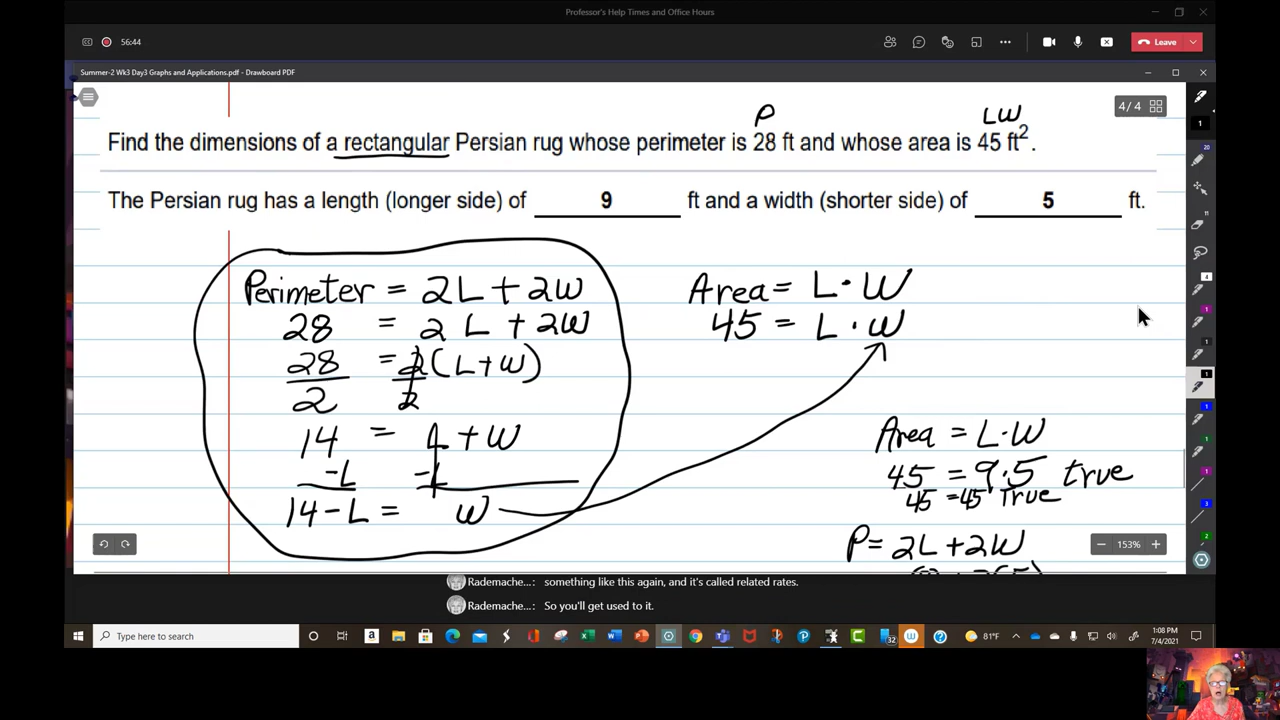 Professor's Help Times and Office Hours
56:44
Leave
Summer-2 Wk3 Day3 Graphs and Applications.pdf - Drawboard PDF
4/4
P LW
Find the dimensions of a rectangular Persian rug whose perimeter is 28 ft and whose area is 45 ft².
The Persian rug has a length (longer side) of 9 ft and a width (shorter side) of 5 ft.
Perimeter = 2L + 2W
28 = 2L + 2W
28 = 2(L+W)
2 2
14 = L + W
-L -L
14 - L = W
Area = L·W
45 = L·W
Area = L·W
45 = 9·5 true
45 = 45 True
P = 2L + 2W
153%
Rademache...: something like this again, and it's called related rates.
Rademache...: So you'll get used to it.
Type here to search
81°F
1:08 PM
7/4/2021